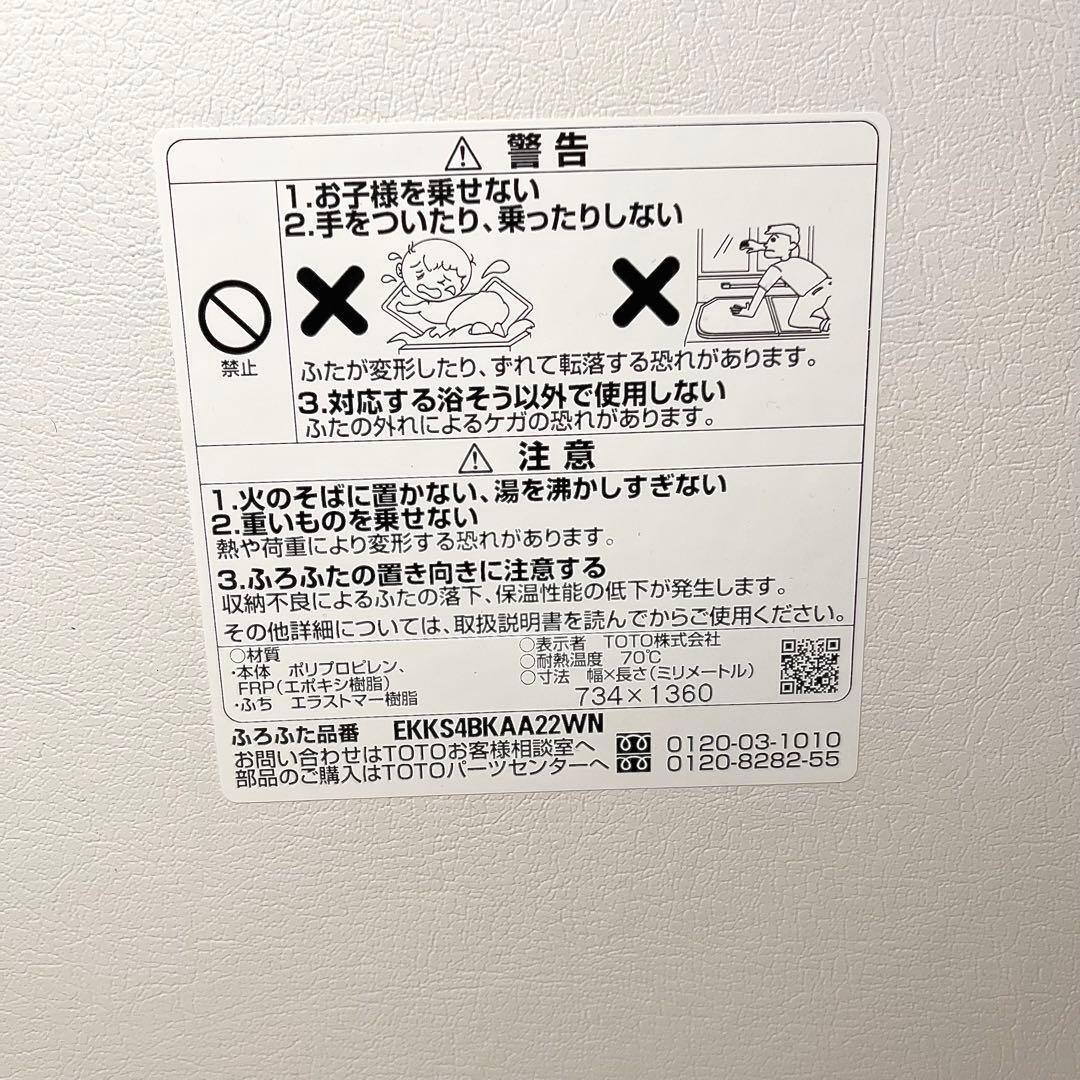 警告
1.お子様を乗せない
2.手をついたり、乗ったりしない
禁止
ふたが変形したり、ずれて転落する恐れがあります。
3.対応する浴そう以外で使用しない
ふたの外れによるケガの恐れがあります。
注意
1.火のそばに置かない、湯を沸かしすぎない
2.重いものを乗せない
熱や荷重により変形する恐れがあります。
3.ふろふたの置き向きに注意する
収納不良によるふたの落下、保温性能の低下が発生します。
その他詳細については、取扱説明書を読んでからご使用ください。
○材質
・本体 ポリプロピレン、
FRP(エポキシ樹脂)
・ふち エラストマー樹脂
○表示者 TOTO株式会社
○耐熱温度 70℃
○寸法 幅×長さ(ミリメートル)
734×1360
ふろふた品番 EKKS4BKAA22WN
お問い合わせはTOTOお客様相談室へ 0120-03-1010
部品のご購入はTOTOパーツセンターへ 0120-8282-55